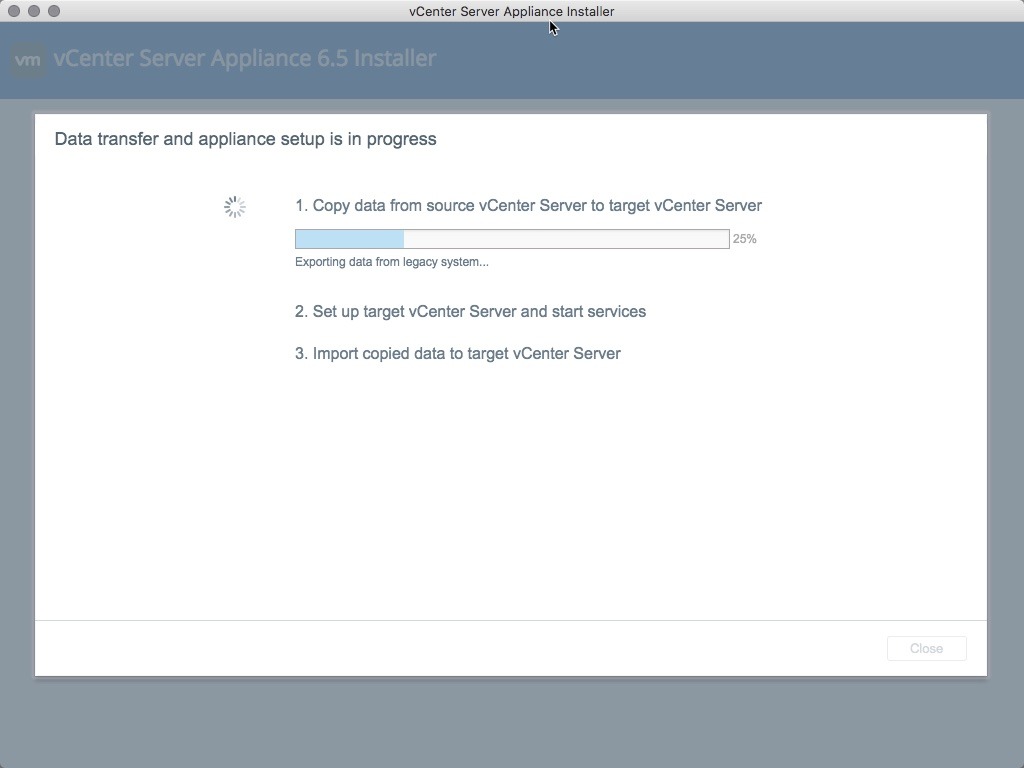 vCenter Server Appliance Installer
vm vCenter Server Appliance 6.5 Installer
Data transfer and appliance setup is in progress
1. Copy data from source vCenter Server to target vCenter Server
25%
Exporting data from legacy system...
2. Set up target vCenter Server and start services
3. Import copied data to target vCenter Server
Close